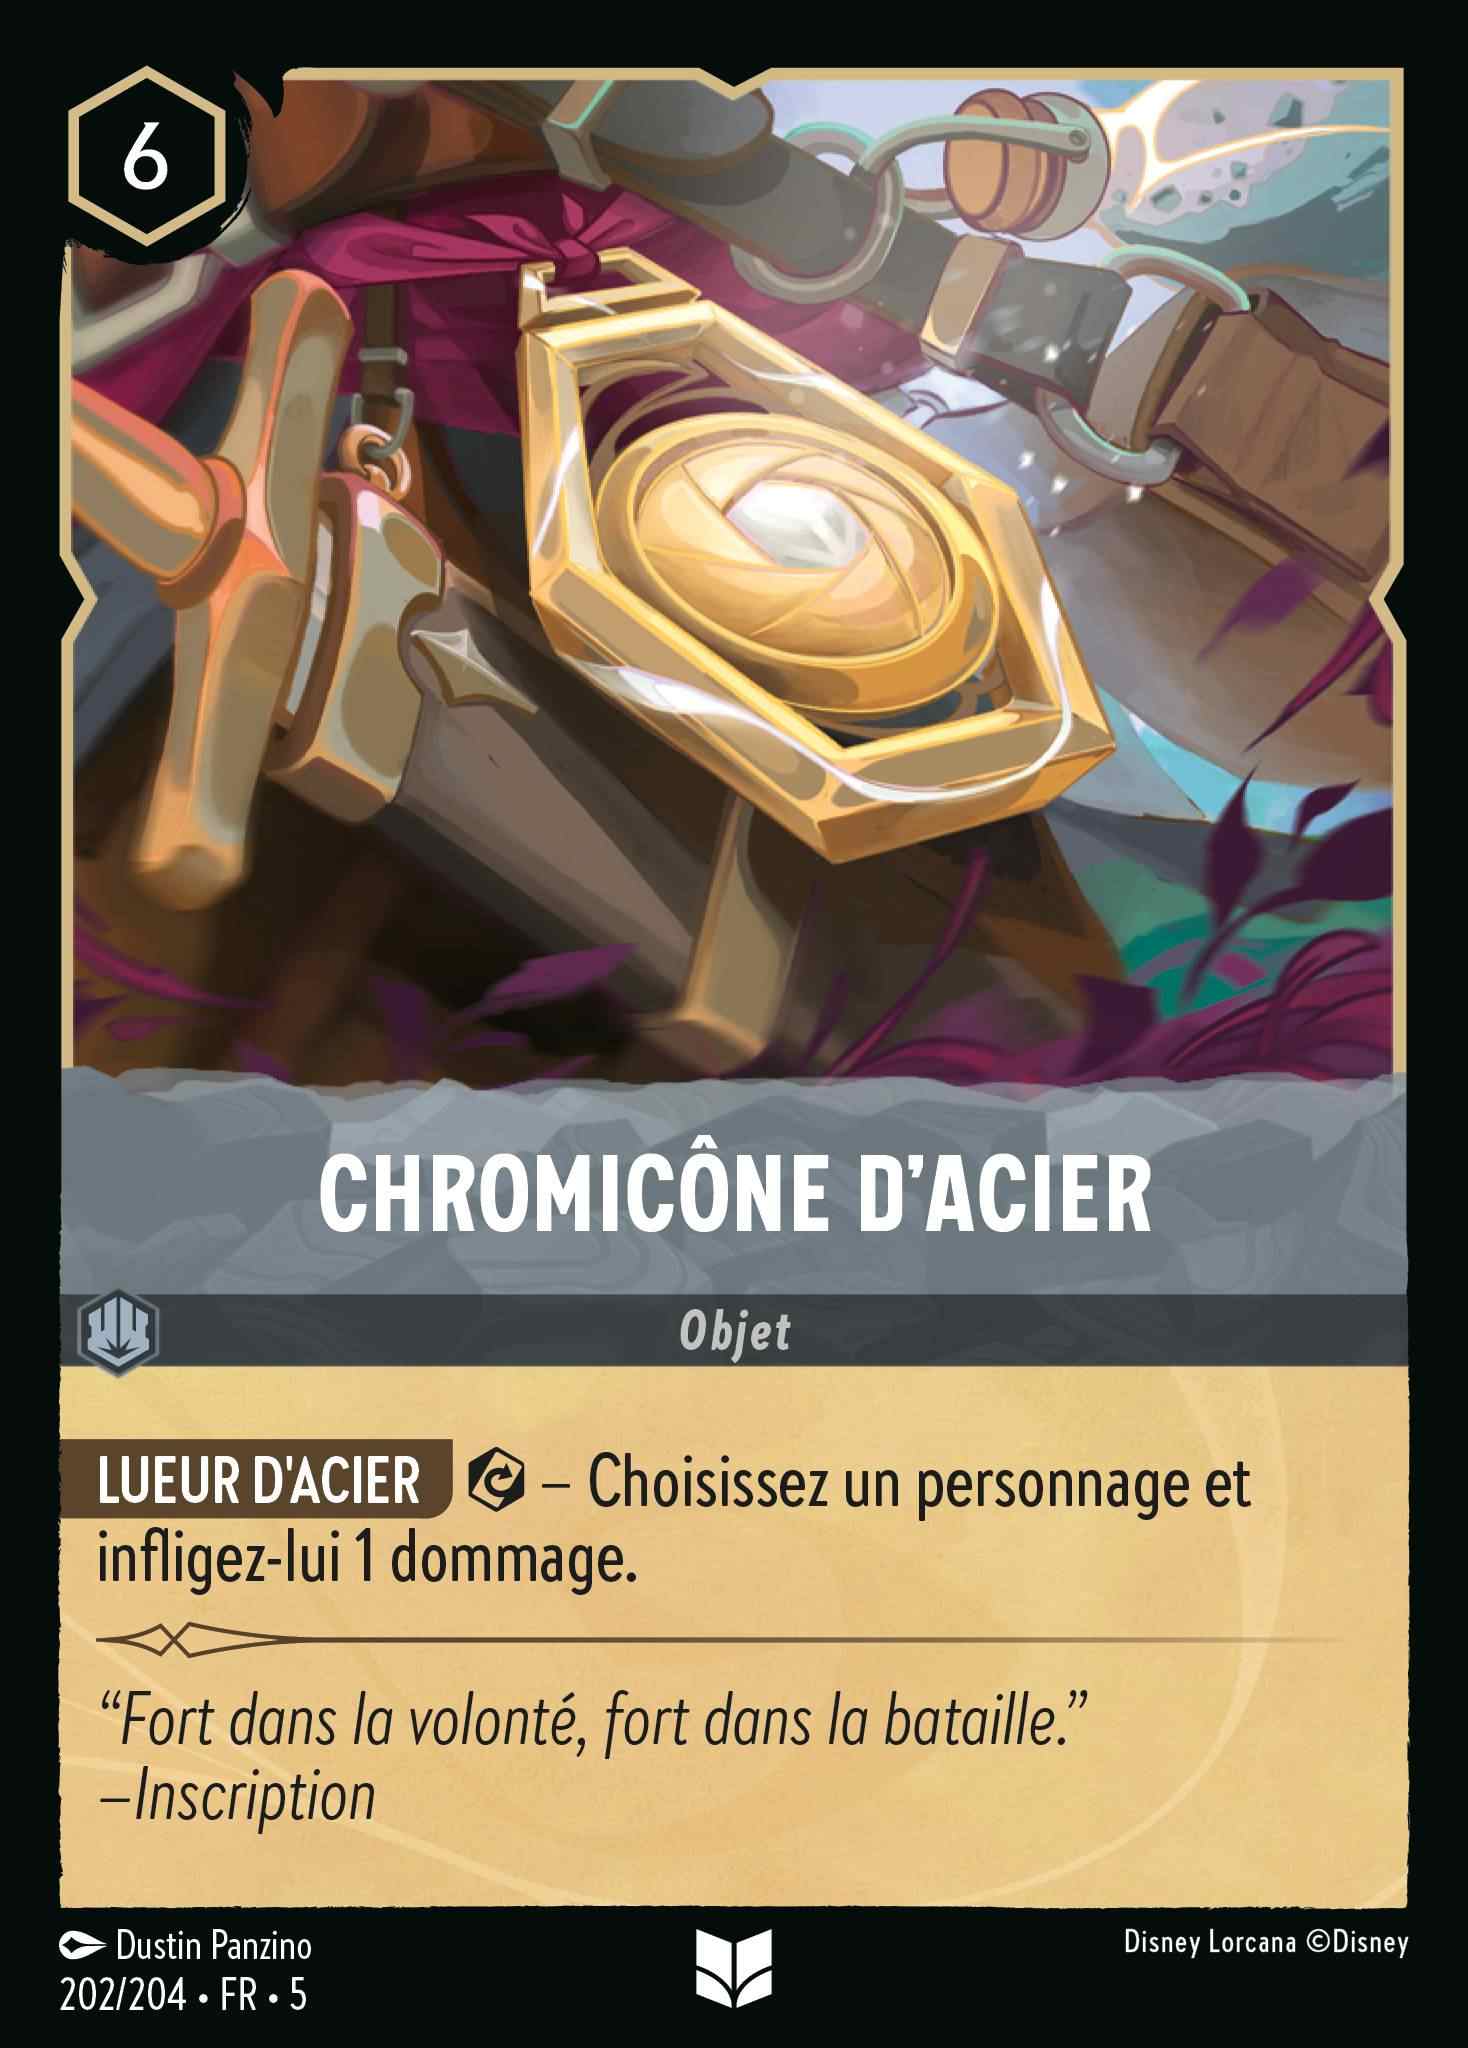 6
CHROMICÔNE D’ACIER
Objet
LUEUR D'ACIER – Choisissez un personnage et
infligez-lui 1 dommage.
“Fort dans la volonté, fort dans la bataille.”
–Inscription
Dustin Panzino
202/204 • FR • 5
Disney Lorcana ©Disney